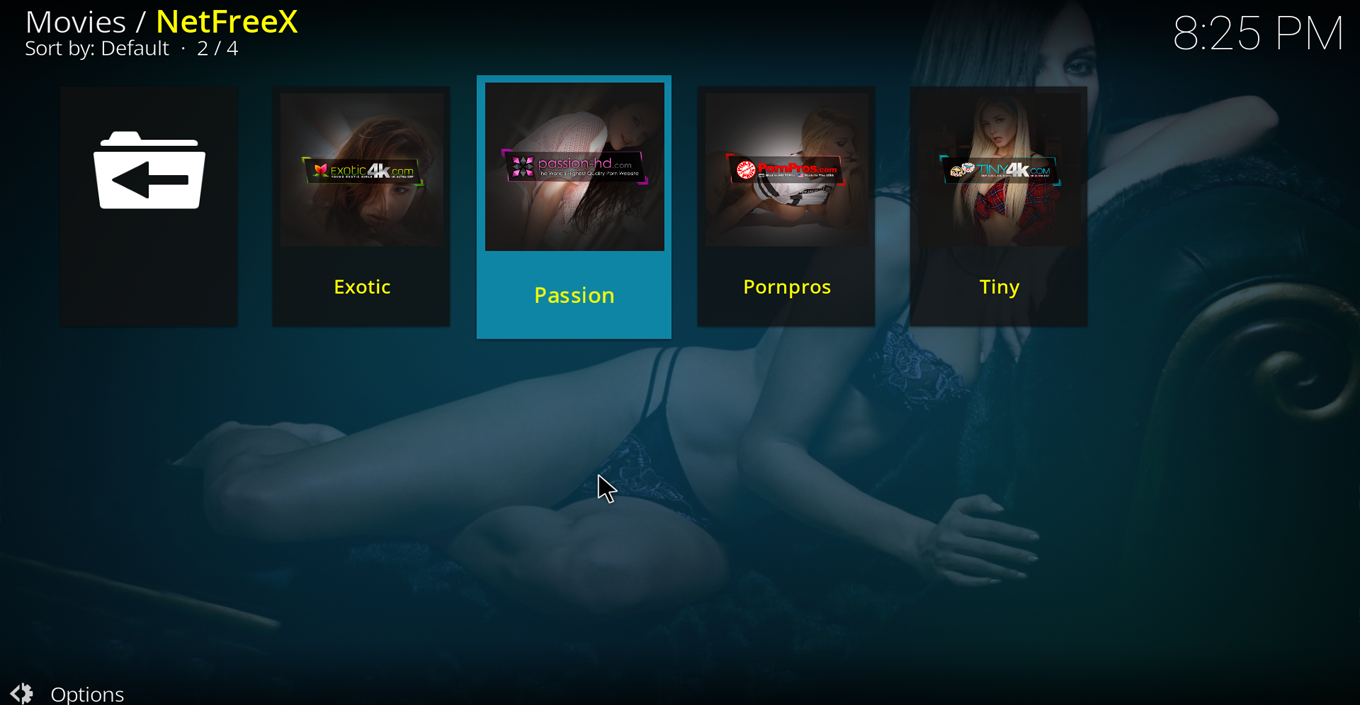 Movies / NetFreeX
Sort by: Default · 2 / 4
8:25 PM
Exotic4k.com
passion-hd.com
The World's Highest Quality Porn Website
PornPros.com
TINY4K.COM
Exotic
Passion
Pornpros
Tiny
Options